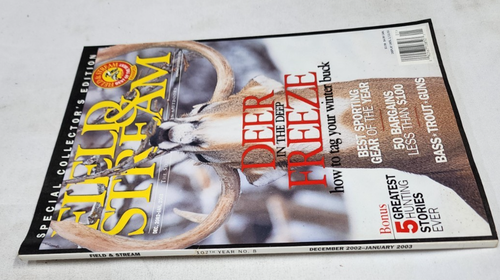 SPECIAL COLLECTOR'S EDITION
FIELD &
STREAM
DEER
IN THE DEEP
FREEZE
how to tag your winter buck
BEST SPORTING
GEAR OF THE YEAR
50 BARGAINS
LESS THAN $100
BASS • TROUT • GUNS
Bonus
5 GREATEST
HUNTING
STORIES
EVER
FIELD & STREAM
107TH YEAR NO. 8
DECEMBER 2002-JANUARY 2003